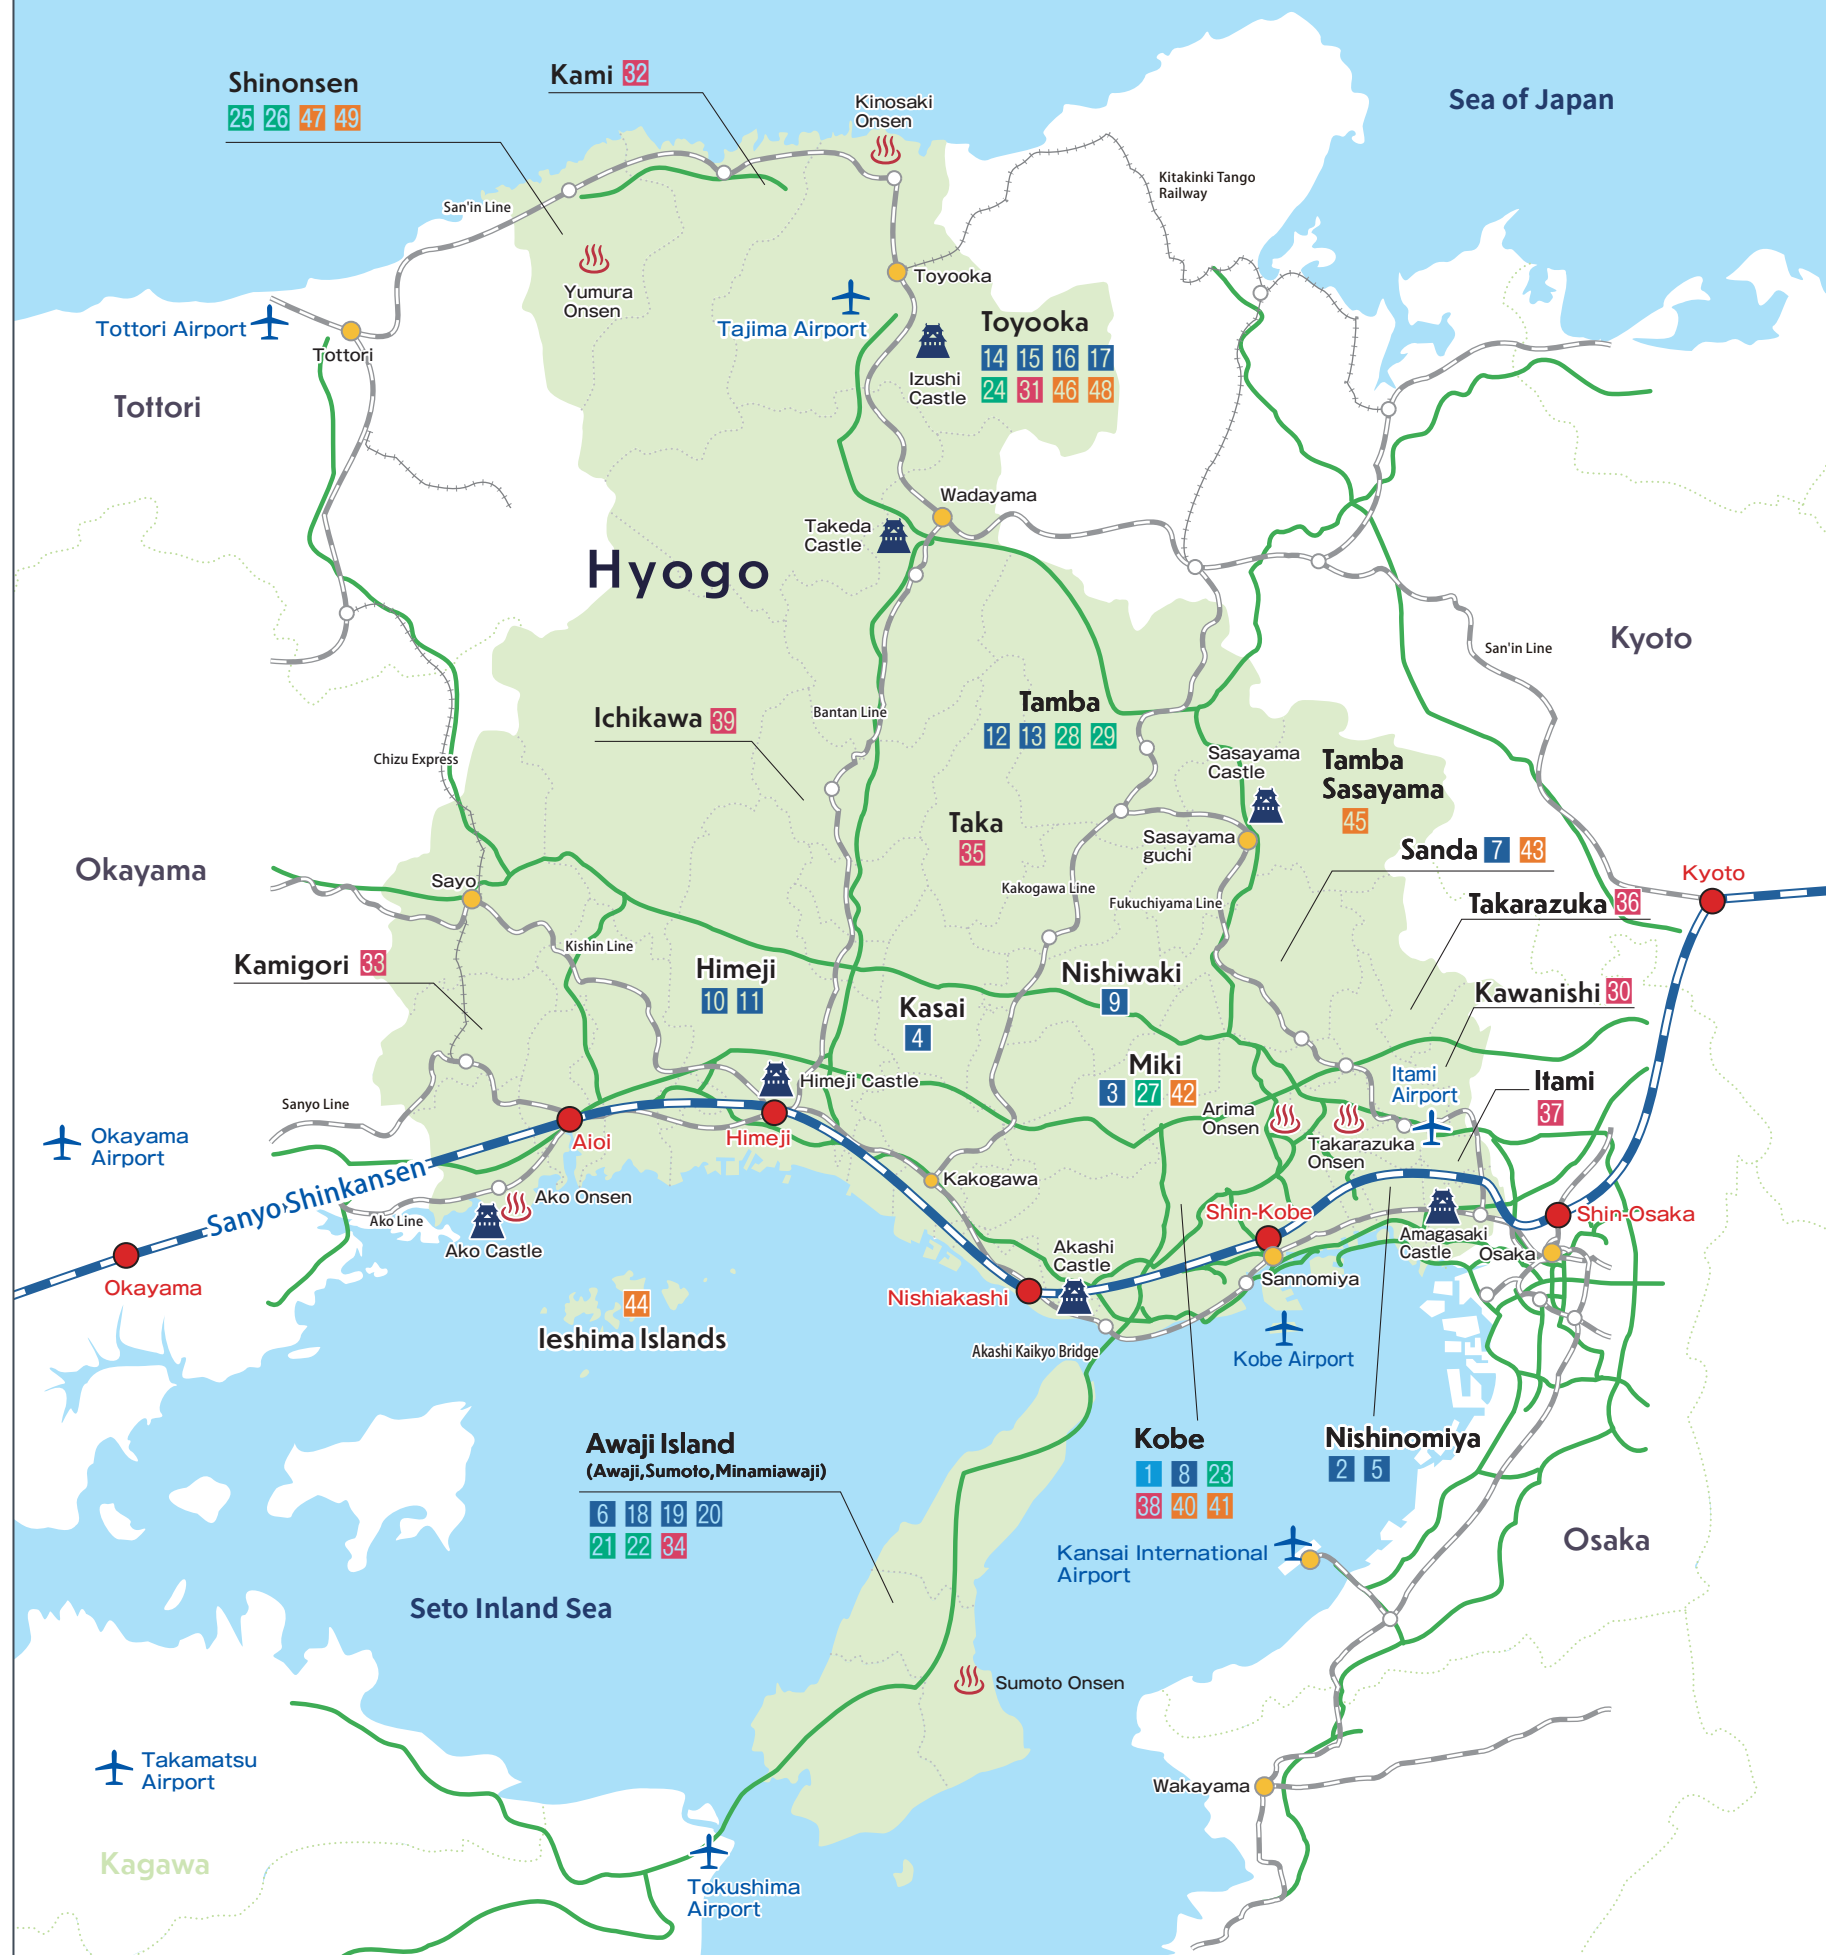 Shinonsen
25 26 47 49
Kami 32
Kinosaki
Onsen
Sea of Japan
Kitakinki Tango
Railway
San'in Line
Yumura
Onsen
Toyooka
Tottori Airport
Tottori
Tajima Airport
Toyooka
14 15 16 17
24 31 46 48
Izushi
Castle
Tottori
Wadayama
Takeda
Castle
Hyogo
Kyoto
San'in Line
Ichikawa 39
Bantan Line
Tamba
12 13 28 29
Chizu Express
Sasayama
Castle
Tamba
Sasayama
45
Taka
35
Sasayama
guchi
Sanda 7 43
Okayama
Sayo
Kakogawa Line
Fukuchiyama Line
Kyoto
Takarazuka 36
Kishin Line
Kamigori 33
Himeji
10 11
Nishiwaki
9
Kawanishi 30
Kasai
4
Miki
3 27 42
Himeji Castle
Itami
Airport
Itami
37
Sanyo Line
Arima
Onsen
Takarazuka
Onsen
Okayama
Airport
Aioi
Himeji
Sanyo Shinkansen
Kakogawa
Ako Onsen
Ako Line
Ako Castle
Shin-Kobe
Shin-Osaka
Amagasaki
Castle
Osaka
Akashi
Castle
Sannomiya
Okayama
Nishiakashi
44
Ieshima Islands
Akashi Kaikyo Bridge
Kobe Airport
Awaji Island
(Awaji,Sumoto,Minamiawaji)
6 18 19 20
21 22 34
Kobe
1 8 23
38 40 41
Nishinomiya
2 5
Osaka
Kansai International
Airport
Seto Inland Sea
Sumoto Onsen
Takamatsu
Airport
Wakayama
Kagawa
Tokushima
Airport